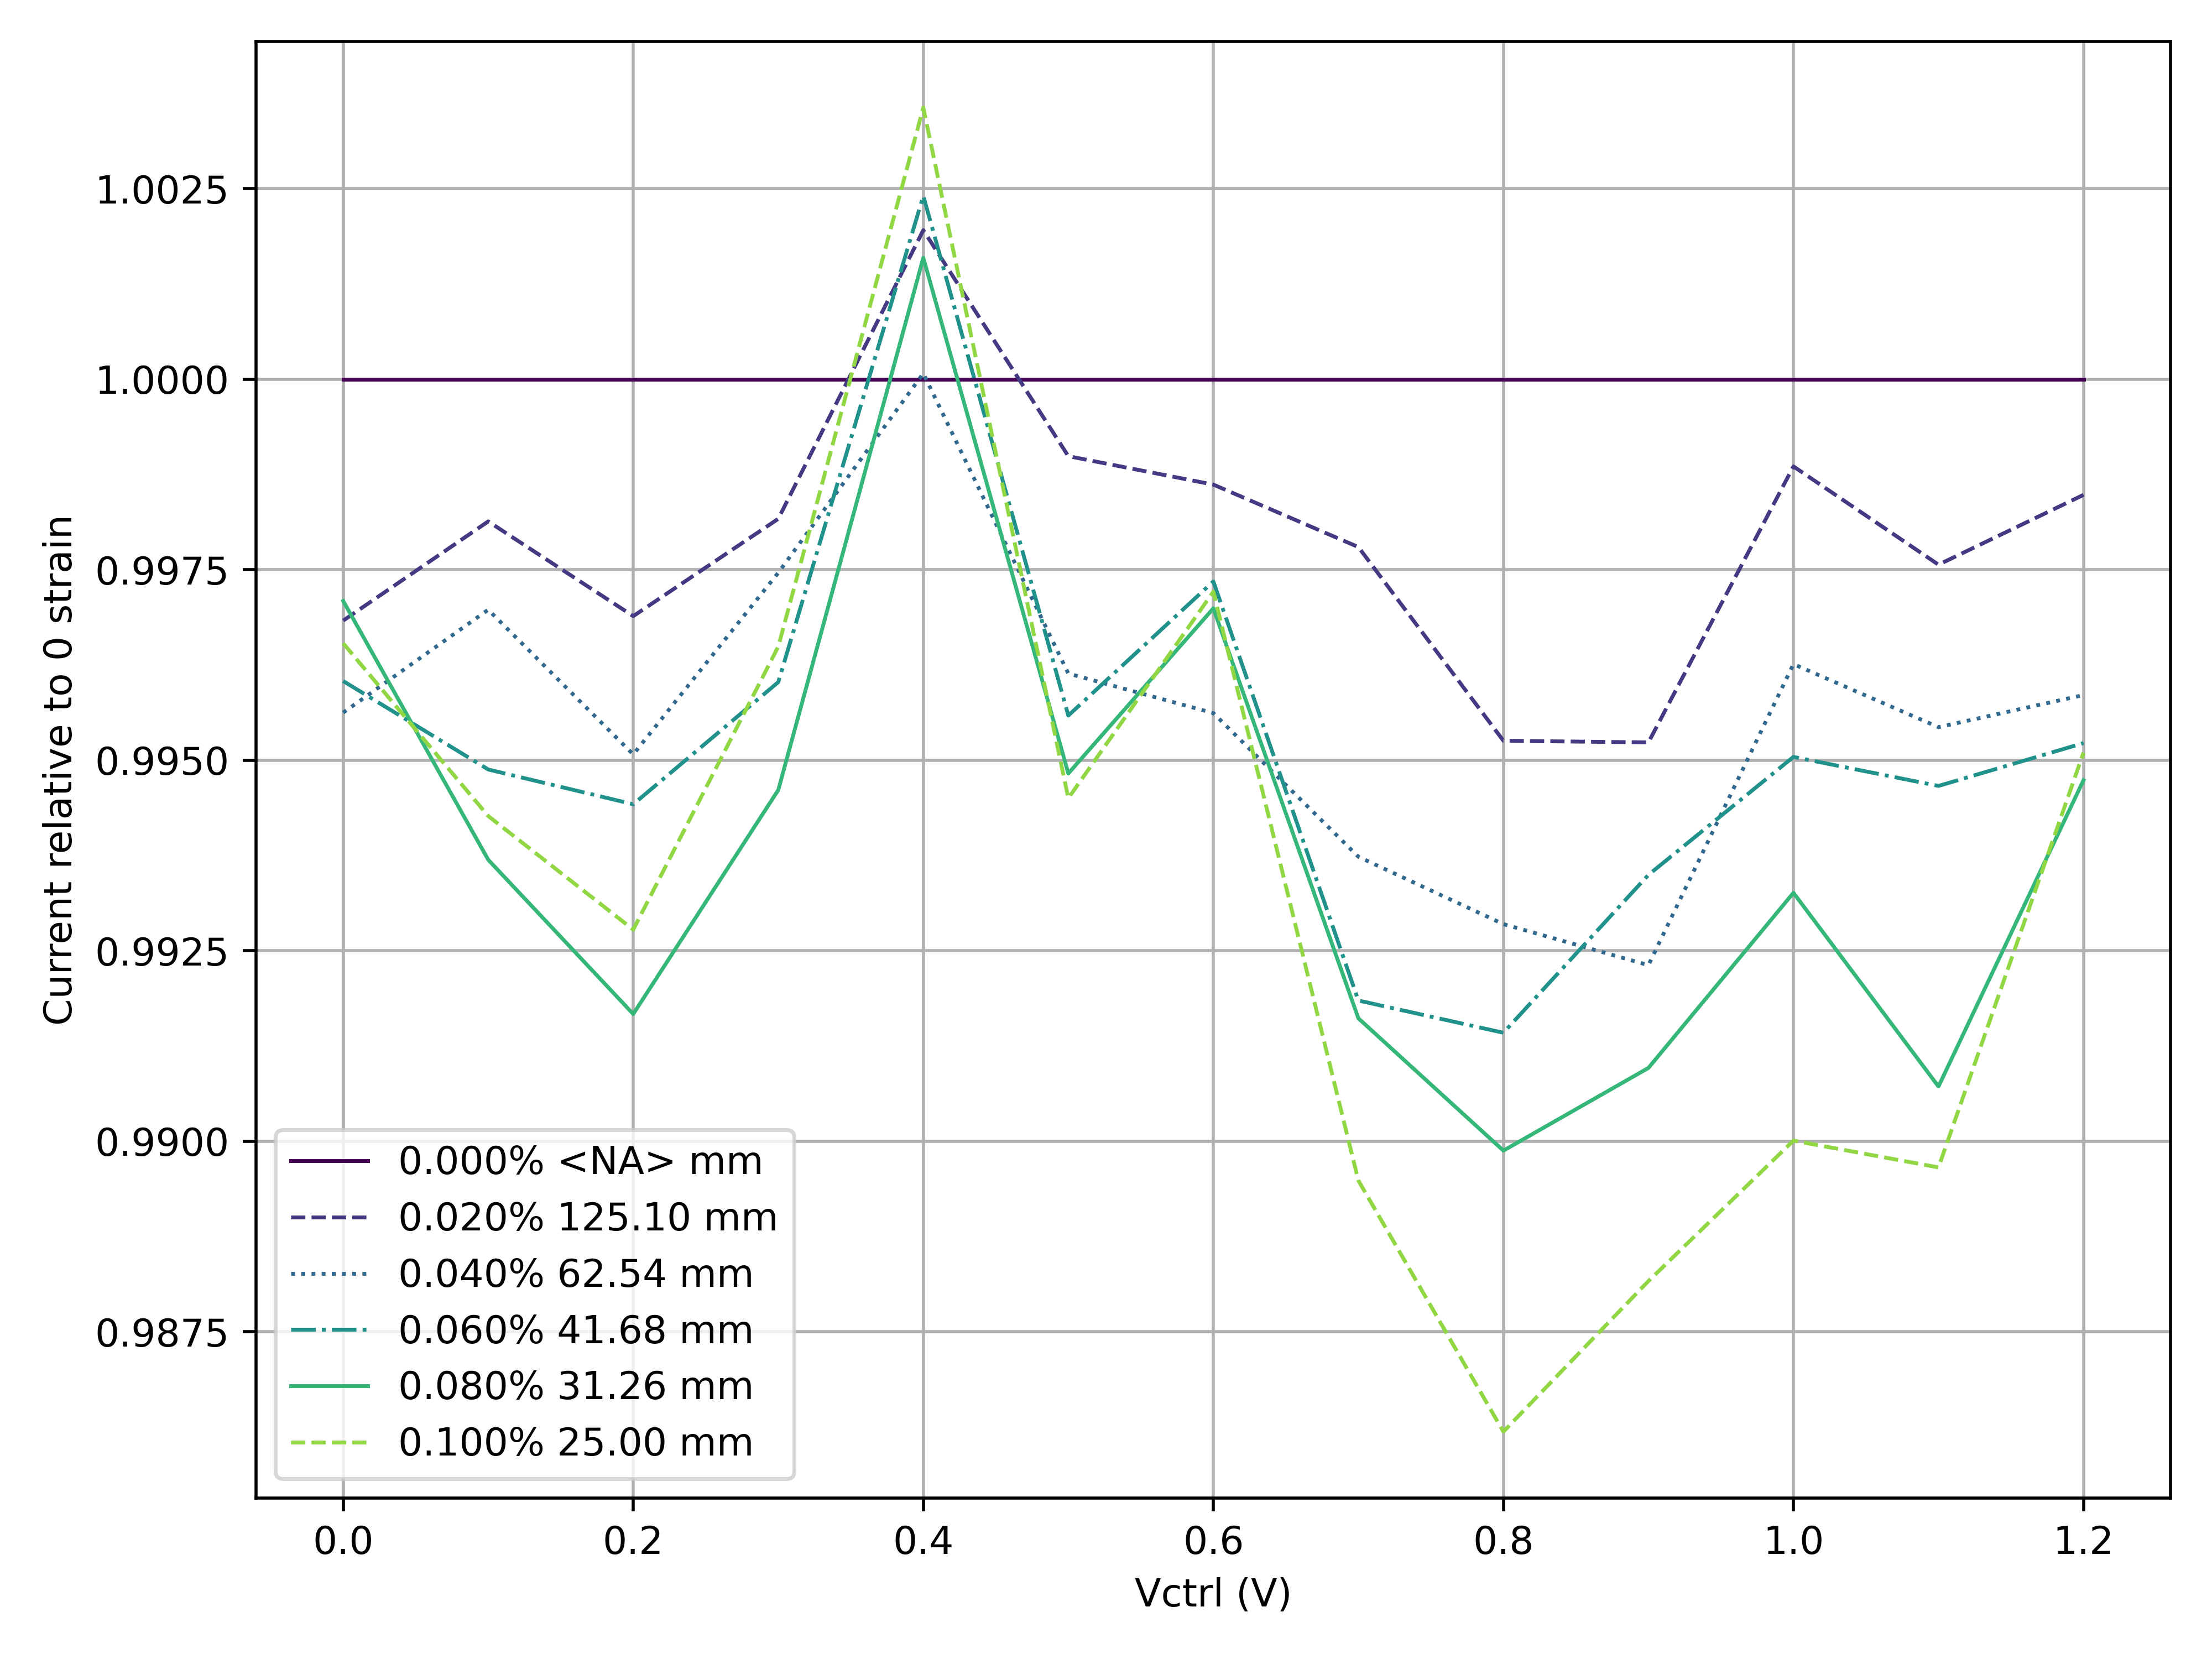 1.0025
1.0000
0.9975
0.9950
0.9925
0.9900
0.9875
Current relative to 0 strain
0.000% <NA> mm
0.020% 125.10 mm
0.040% 62.54 mm
0.060% 41.68 mm
0.080% 31.26 mm
0.100% 25.00 mm
0.0 0.2 0.4 0.6 0.8 1.0 1.2
Vctrl (V)